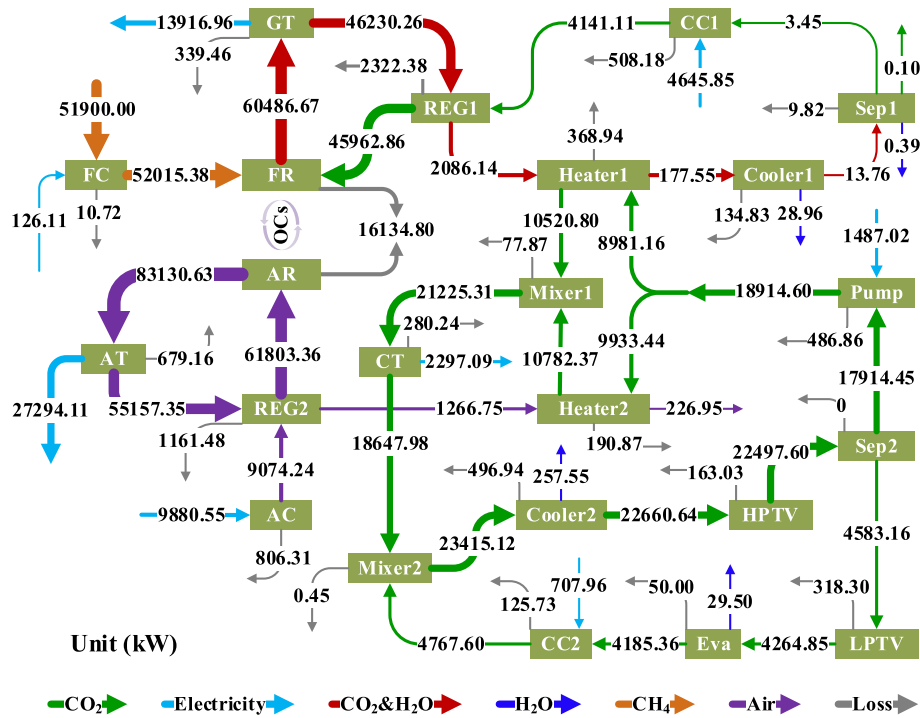 13916.96
GT
46230.26
4141.11
CC1
3.45
339.46
2322.38
508.18
4645.85
0.10
51900.00
60486.67
REG1
9.82
Sep1
45962.86
368.94
0.39
2086.14
FC
52015.38
FR
Heater1
177.55
Cooler1
13.76
126.11
10.72
OCs
16134.80
10520.80
8981.16
134.83
28.96
1487.02
77.87
83130.63
AR
21225.31
Mixer1
18914.60
Pump
280.24
AT
679.16
61803.36
CT
2297.09
10782.37
9933.44
486.86
17914.45
27294.11
55157.35
REG2
1266.75
Heater2
226.95
0
1161.48
18647.98
190.87
22497.60
Sep2
9074.24
496.94
257.55
163.03
9880.55
AC
Cooler2
22660.64
HPTV
4583.16
806.31
23415.12
Mixer2
707.96
0.45
125.73
50.00
29.50
318.30
Unit (kW)
4767.60
CC2
4185.36
Eva
4264.85
LPTV
CO₂
Electricity
CO₂&H₂O
H₂O
CH₄
Air
Loss